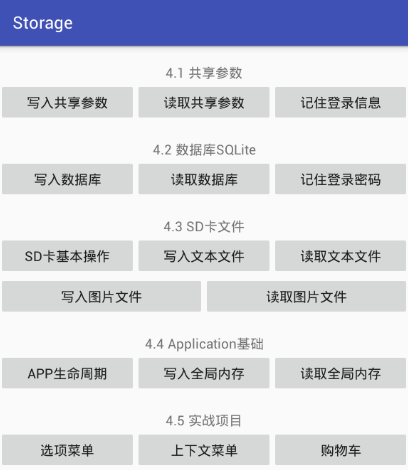 Storage
4.1 共享参数
写入共享参数 读取共享参数 记住登录信息
4.2 数据库SQLite
写入数据库 读取数据库 记住登录密码
4.3 SD卡文件
SD卡基本操作 写入文本文件 读取文本文件
写入图片文件 读取图片文件
4.4 Application基础
APP生命周期 写入全局内存 读取全局内存
4.5 实战项目
选项菜单 上下文菜单 购物车